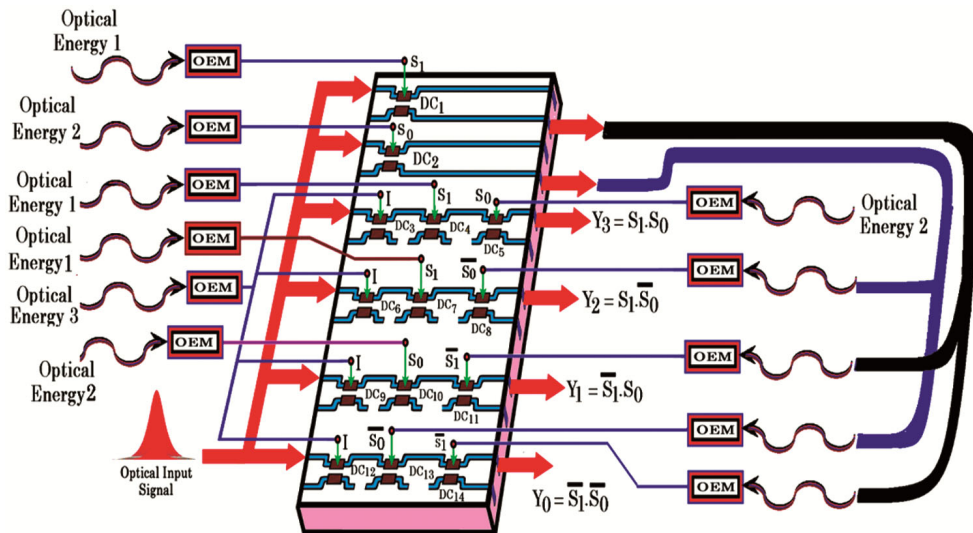 Optical
Energy 1
OEM
S₁
DC₁
Optical
Energy 2
OEM
S₀
DC₂
Optical
Energy 1
OEM
I
S₁
S₀
DC₃
DC₄
DC₅
Y₃ = S₁.S₀
OEM
Optical
Energy 2
Optical
Energy1
OEM
I
S₁
S̅₀
DC₆
DC₇
DC₈
Y₂ = S₁.S̅₀
OEM
Optical
Energy 3
OEM
Optical
Energy2
OEM
I
S₀
S̅₁
DC₉
DC₁₀
DC₁₁
Y₁ = S̅₁.S₀
OEM
Optical Input
Signal
I
S̅₀
S̅₁
DC₁₂
DC₁₃
DC₁₄
Y₀ = S̅₁.S̅₀
OEM
OEM